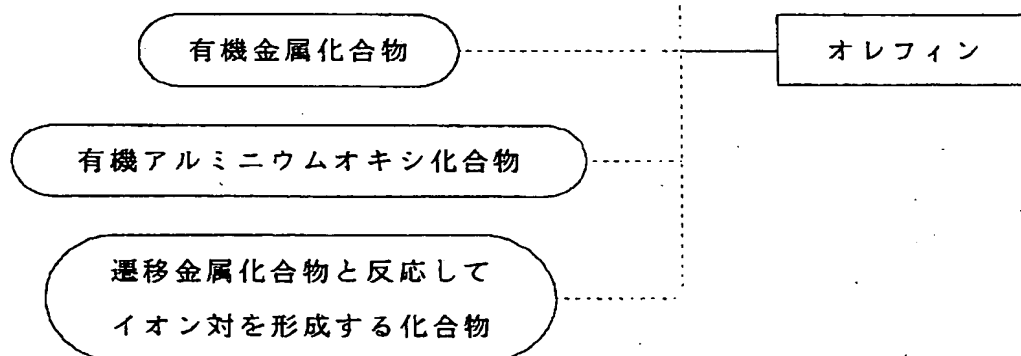 有機金属化合物
オレフィン
有機アルミニウムオキシ化合物
遷移金属化合物と反応して
イオン対を形成する化合物